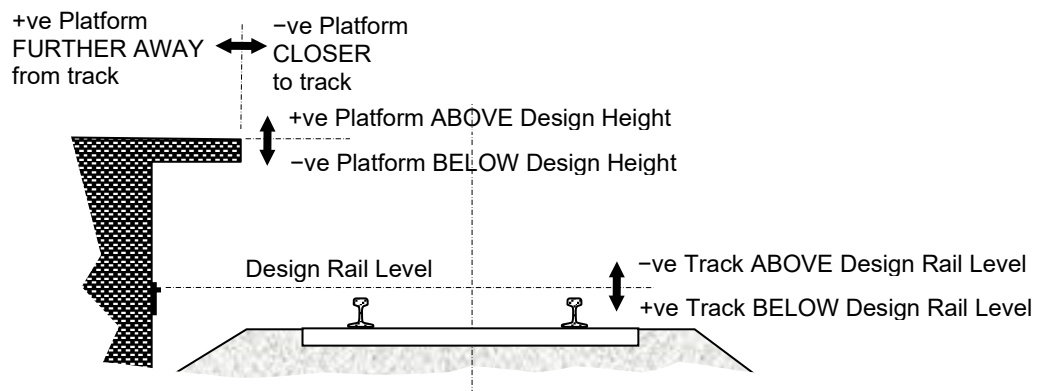 +ve Platform
FURTHER AWAY
from track
−ve Platform
CLOSER
to track
+ve Platform ABOVE Design Height
−ve Platform BELOW Design Height
Design Rail Level
−ve Track ABOVE Design Rail Level
+ve Track BELOW Design Rail Level